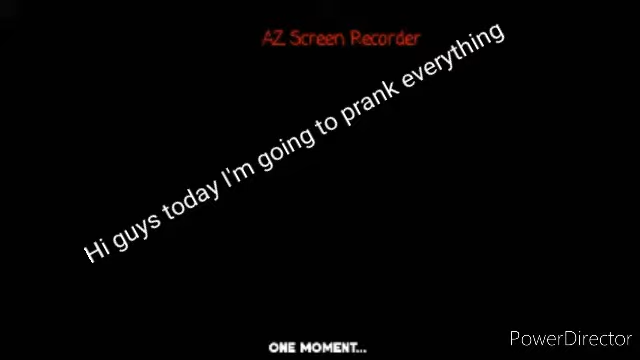 AZ Screen Recorder
Hi guys today I'm going to prank everything
ONE MOMENT...
PowerDirector